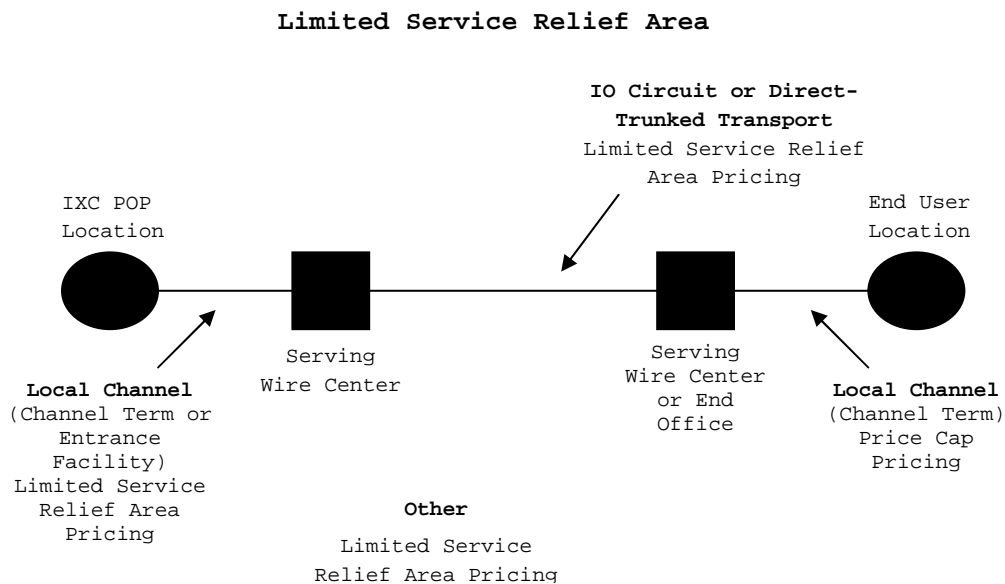 Limited Service Relief Area
IO Circuit or Direct-
Trunked Transport
Limited Service Relief
Area Pricing
IXC POP
Location
End User
Location
Serving
Wire Center
Serving
Wire Center
or End
Office
Local Channel
(Channel Term or
Entrance
Facility)
Limited Service
Relief Area
Pricing
Local Channel
(Channel Term)
Price Cap
Pricing
Other
Limited Service
Relief Area Pricing